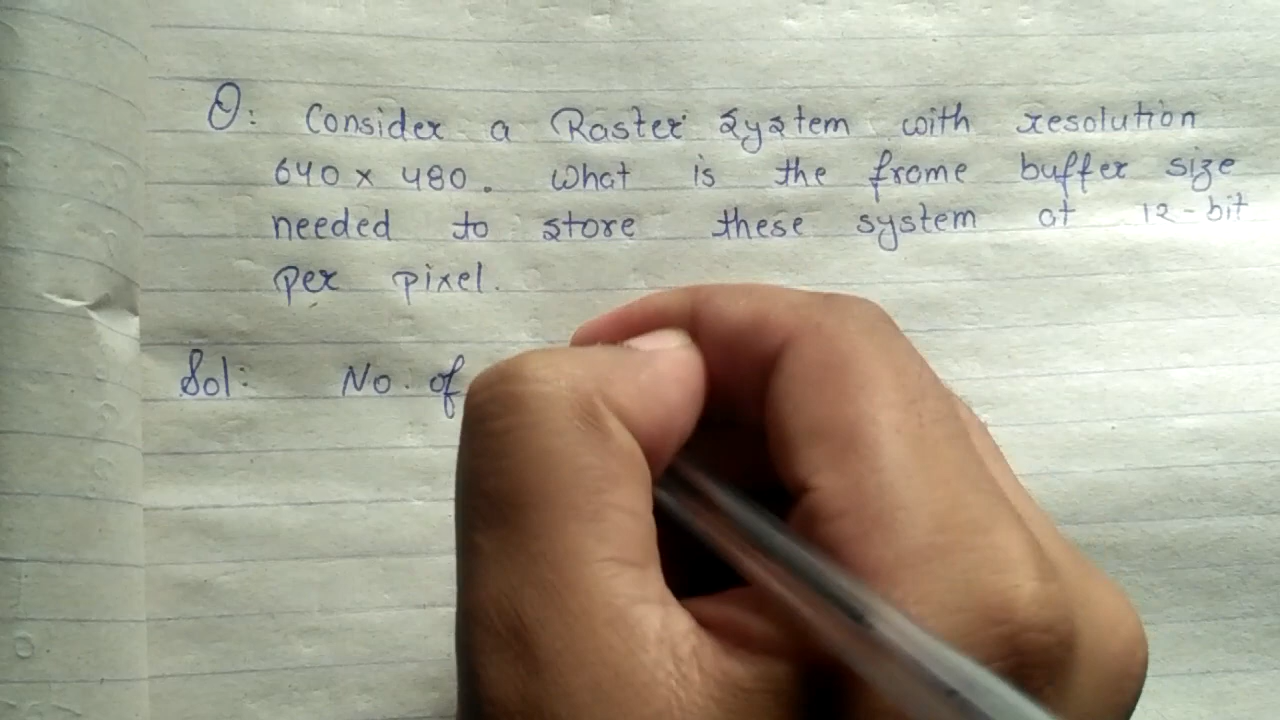 Q: Consider a Raster System with resolution
640 x 480. What is the frame buffer size
needed to store these system at 12-bit
per pixel.
Sol: No. of